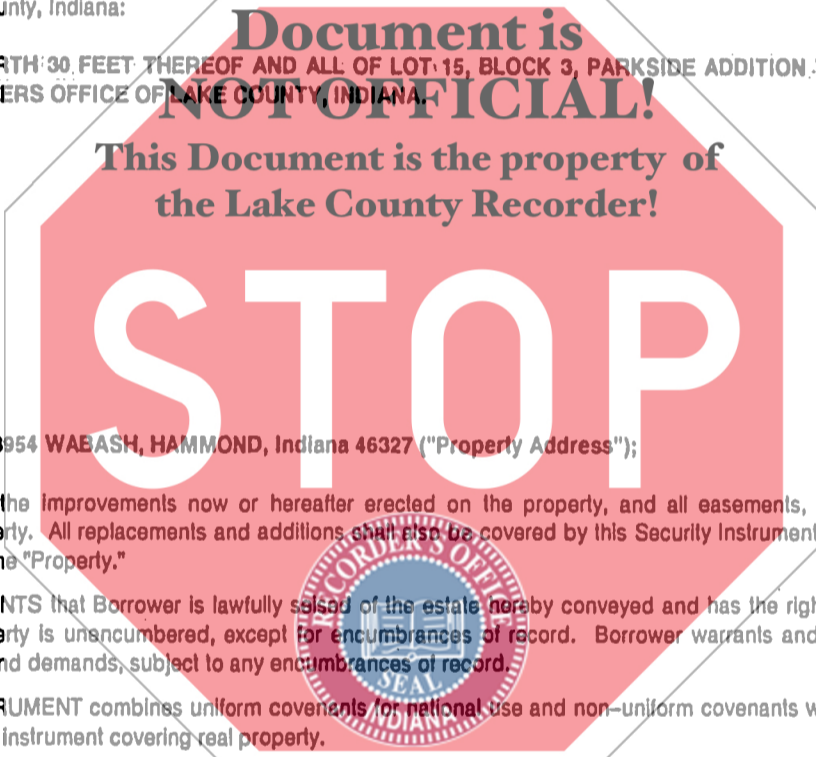 unty, Indiana:
Document is
RTH 30 FEET THEREOF AND ALL OF LOT 15, BLOCK 3, PARKSIDE ADDITION
ERS OFFICE OF LAKE COUNTY, INDIANA.
NOT OFFICIAL!
This Document is the property of
the Lake County Recorder!
STOP
3954 WABASH, HAMMOND, Indiana 46327 ("Property Address");
the improvements now or hereafter erected on the property, and all easements,
erty. All replacements and additions shall also be covered by this Security Instrument
he "Property."
RECORDER'S OFFICE
NTS that Borrower is lawfully seised of the estate hereby conveyed and has the righ
erty is unencumbered, except for encumbrances of record. Borrower warrants and
nd demands, subject to any encumbrances of record.
SEAL
RUMENT combines uniform covenants for national use and non-uniform covenants w
INDIANA
instrument covering real property.